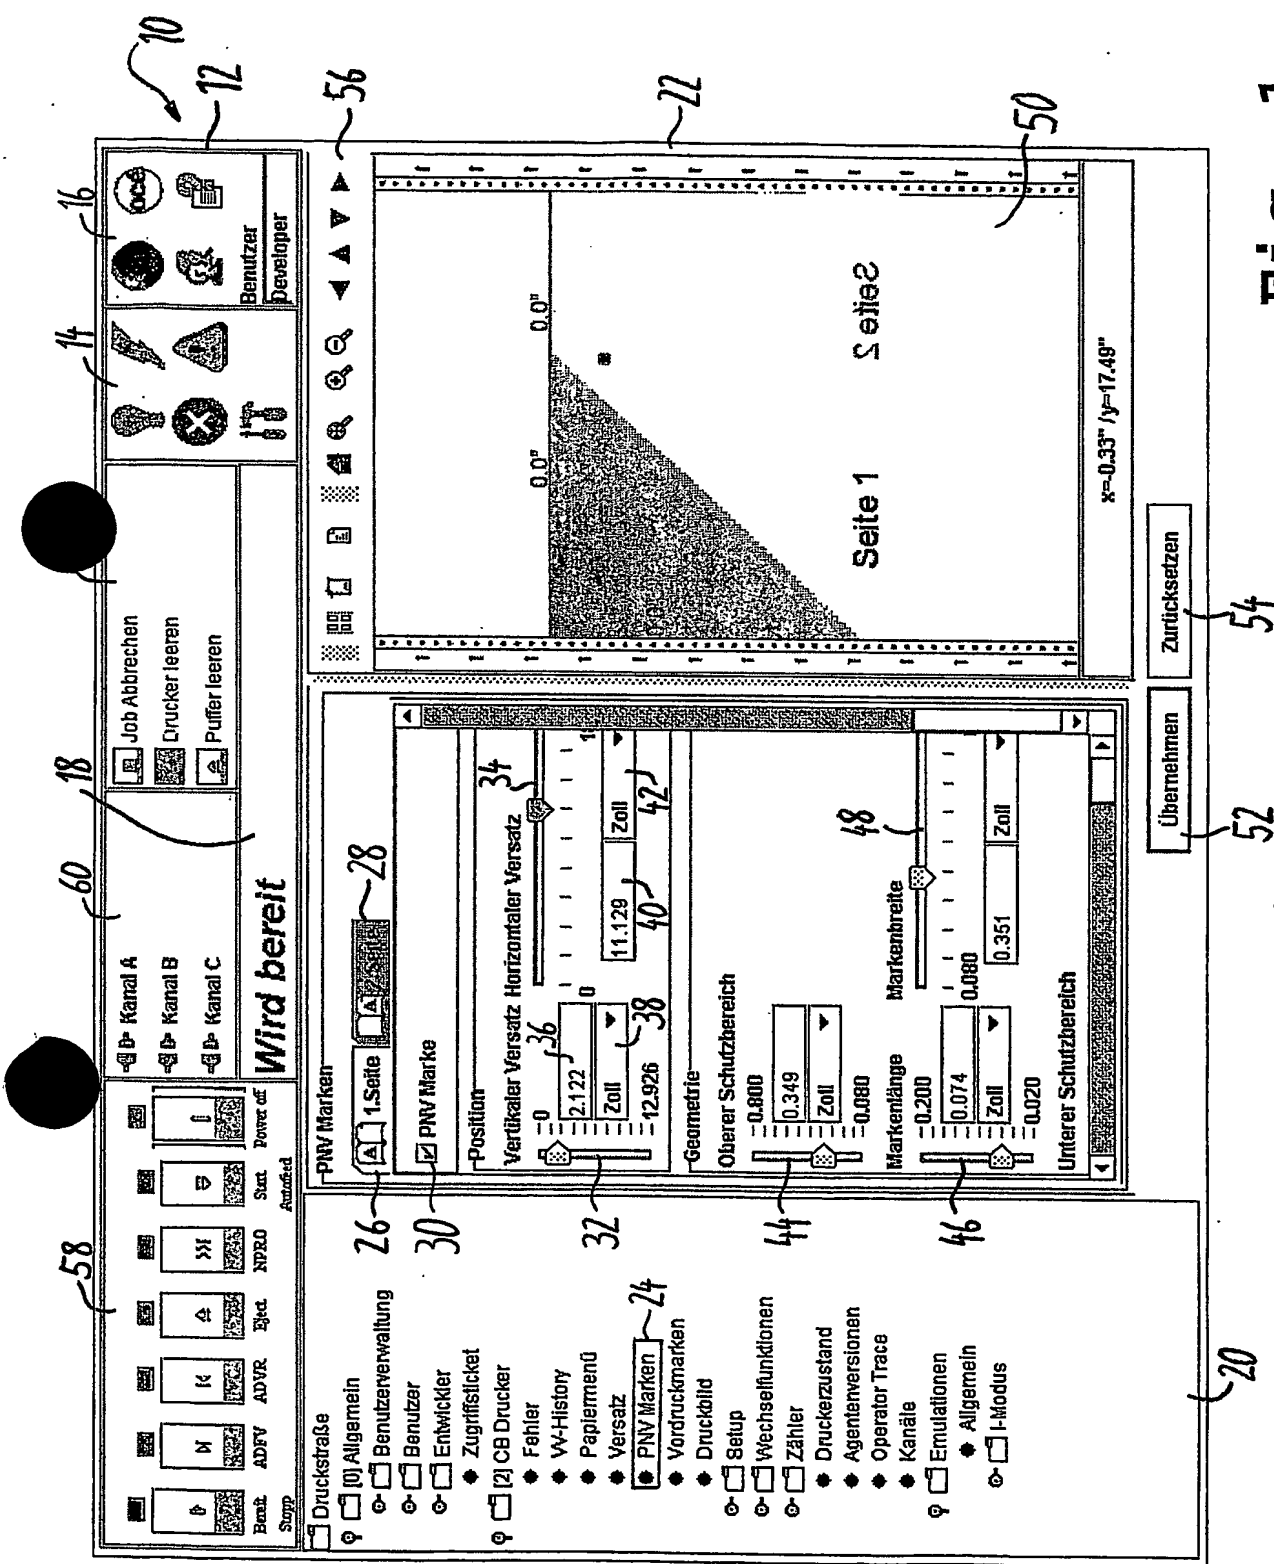 10
12
14
16
58
60
18
Bereit
Stopp
ADFV
ADVR
Eject
NPRO
Start
Autofeed
Power off
Kanal A
Kanal B
Kanal C
Job Abbrechen
Drucker leeren
Puffer leeren
Wird bereit
océ
Benutzer
Developer
56
22
Druckstraße
[0] Allgemein
Benutzerverwaltung
Benutzer
Entwickler
Zugriffsticket
[2] CB Drucker
Fehler
VV-History
Papiermenü
Versatz
PNV Marken
24
Vordruckmarken
Druckbild
Setup
Wechselfunktionen
Zähler
Druckerzustand
Agentenversionen
Operator Trace
Kanäle
Emulationen
Allgemein
I-Modus
20
PNV Marken
26
1.Seite
2.Seite
28
30
PNV Marke
Position
Vertikaler Versatz
Horizontaler Versatz
34
0
36
2.122
Zoll
38
12.926
32
0
11.129
Zoll
40
42
Geometrie
Oberer Schutzbereich
0.800
0.349
Zoll
0.080
44
Markenlänge
0.200
0.074
Zoll
0.020
46
Markenbreite
48
0.080
0.351
Zoll
Unterer Schutzbereich
0.0"
0.0"
Seite 1
Seite 2
50
x=-0.33" /y=17.49"
Übernehmen
Zurücksetzen
52
54